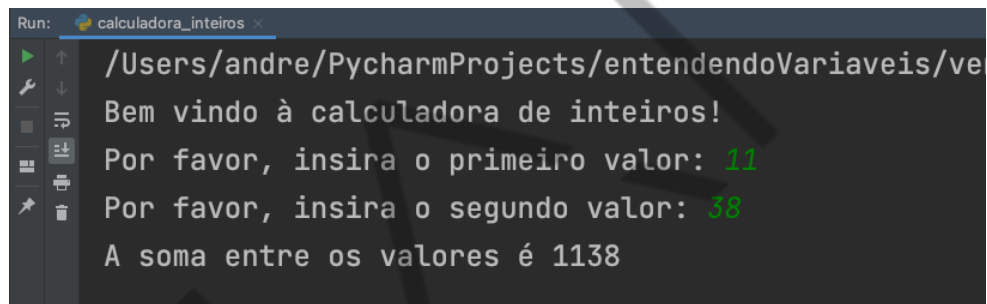 Run: calculadora_inteiros
/Users/andre/PycharmProjects/entendendoVariaveis/ve
Bem vindo à calculadora de inteiros!
Por favor, insira o primeiro valor: 11
Por favor, insira o segundo valor: 38
A soma entre os valores é 1138